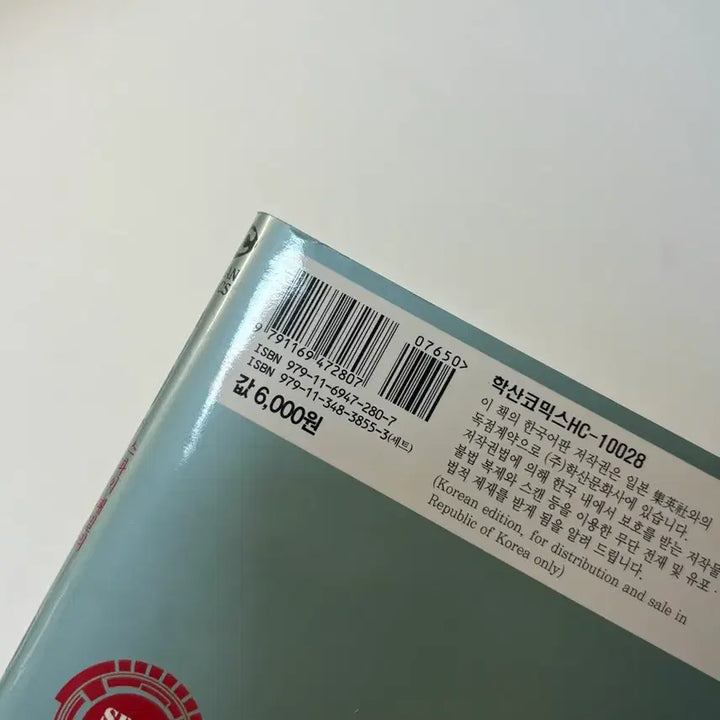 07650>
9 791169 472807
ISBN 979-11-6947-280-7
ISBN 979-11-348-3855-3(세트)
값 6,000원
학산코믹스HC-10028
이 책의 한국어판 저작권은 일본 集英社와의
독점계약으로 (주)학산문화사에 있습니다.
저작권법에 의해 한국 내에서 보호를 받는 저작물
불법 복제와 스캔 등을 이용한 무단 전재 및 유포 ·
법적 제재를 받게 됨을 알려 드립니다.
(Korean edition, for distribution and sale in
Republic of Korea only)